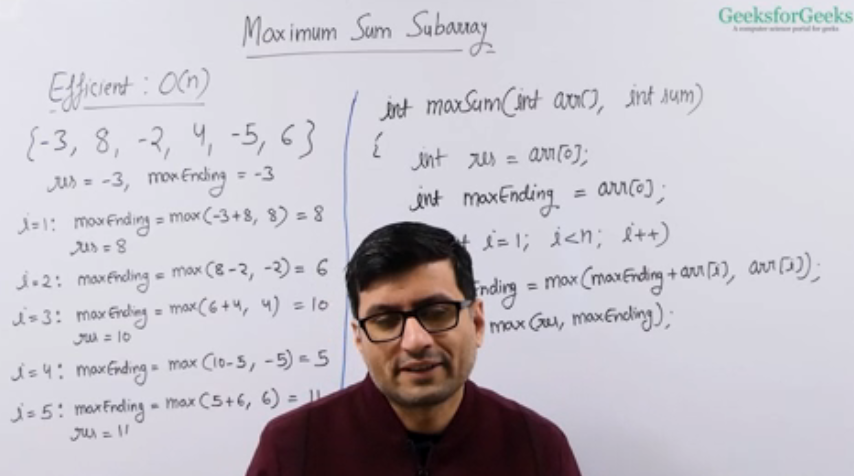 GeeksforGeeks
A computer science portal for geeks
Maximum Sum Subarray
Efficient : O(n)
{-3, 8, -2, 4, -5, 6}
res = -3, maxEnding = -3
i=1: maxEnding = max(-3+8, 8) = 8
res = 8
i=2: maxEnding = max(8-2, -2) = 6
i=3: maxEnding = max(6+4, 4) = 10
res = 10
i=4: maxEnding = max(10-5, -5) = 5
i=5: maxEnding = max(5+6, 6) = 11
res = 11
int maxSum(int arr[], int sum)
{
int res = arr[0];
int maxEnding = arr[0];
i=1; i<n; i++)
Ending = max(maxEnding+arr[i], arr[i]);
max(res, maxEnding);